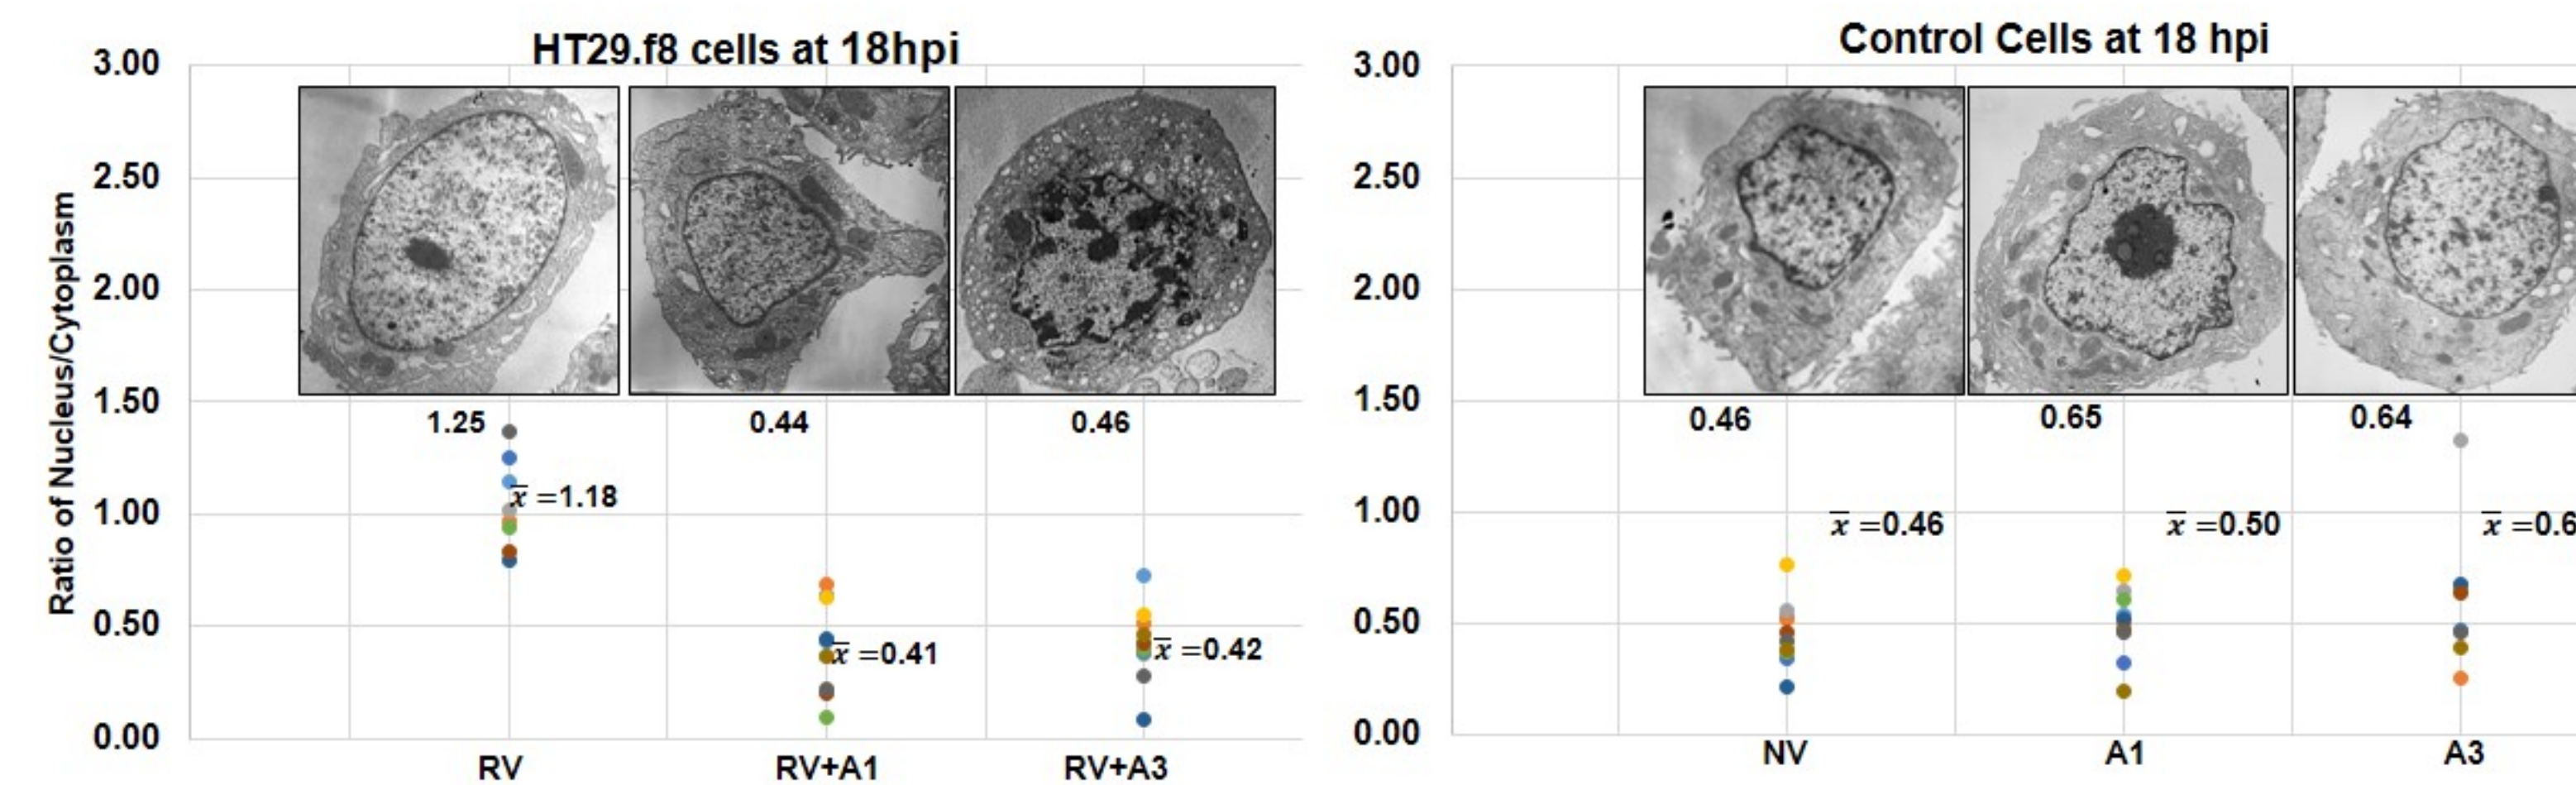 HT29.f8 cells at 18hpi
Ratio of Nucleus/Cytoplasm
3.00
2.50
2.00
1.50
1.00
0.50
0.00
1.25
0.44
0.46
x̅ =1.18
x̅ =0.41
x̅ =0.42
RV
RV+A1
RV+A3
Control Cells at 18 hpi
3.00
2.50
2.00
1.50
1.00
0.50
0.00
0.46
0.65
0.64
x̅ =0.46
x̅ =0.50
x̅ =0.6
NV
A1
A3